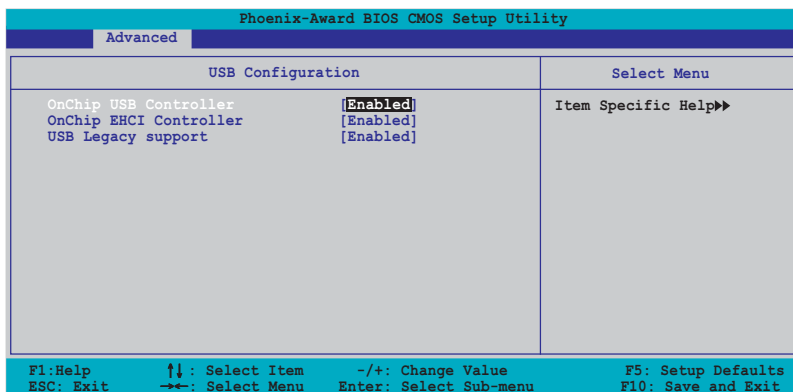 Phoenix-Award BIOS CMOS Setup Utility
Advanced
USB Configuration
Select Menu
OnChip USB Controller [Enabled]
OnChip EHCI Controller [Enabled]
USB Legacy support [Enabled]
Item Specific Help▶▶
F1:Help ↑↓: Select Item -/+: Change Value F5: Setup Defaults
ESC: Exit →←: Select Menu Enter: Select Sub-menu F10: Save and Exit